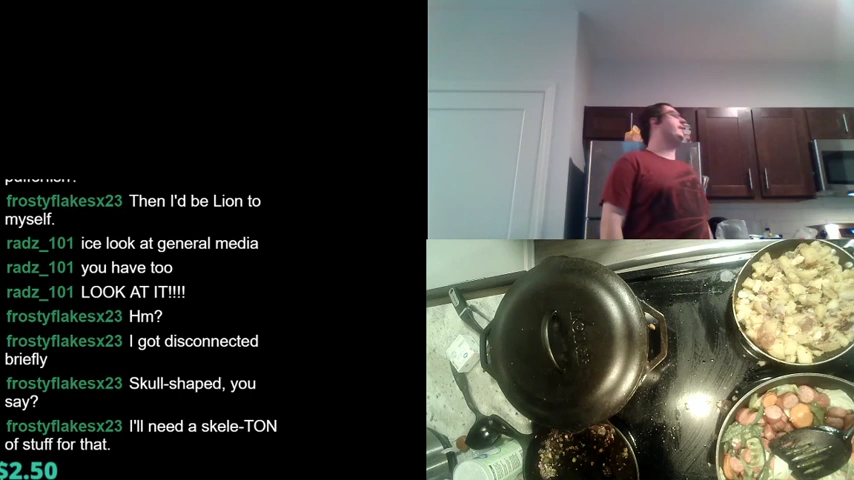 frostyflakesx23 Then I'd be Lion to
myself.
radz_101 ice look at general media
radz_101 you have too
radz_101 LOOK AT IT!!!!
frostyflakesx23 Hm?
frostyflakesx23 I got disconnected
briefly
frostyflakesx23 Skull-shaped, you
say?
frostyflakesx23 I'll need a skele-TON
of stuff for that.
$2.50